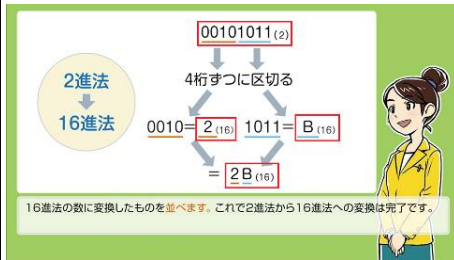 00101011(2)
2進法
16進法
4桁ずつに区切る
0010=2(16) 1011=B(16)
=2B(16)
16進法の数に変換したものを並べます。これで2進法から16進法への変換は完了です。